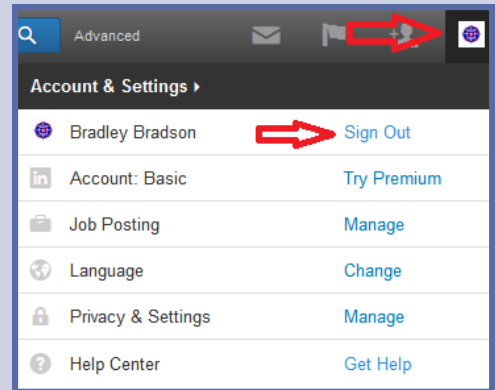 Advanced
Account & Settings ▸
Bradley Bradson Sign Out
in Account: Basic Try Premium
Job Posting Manage
Language Change
Privacy & Settings Manage
? Help Center Get Help